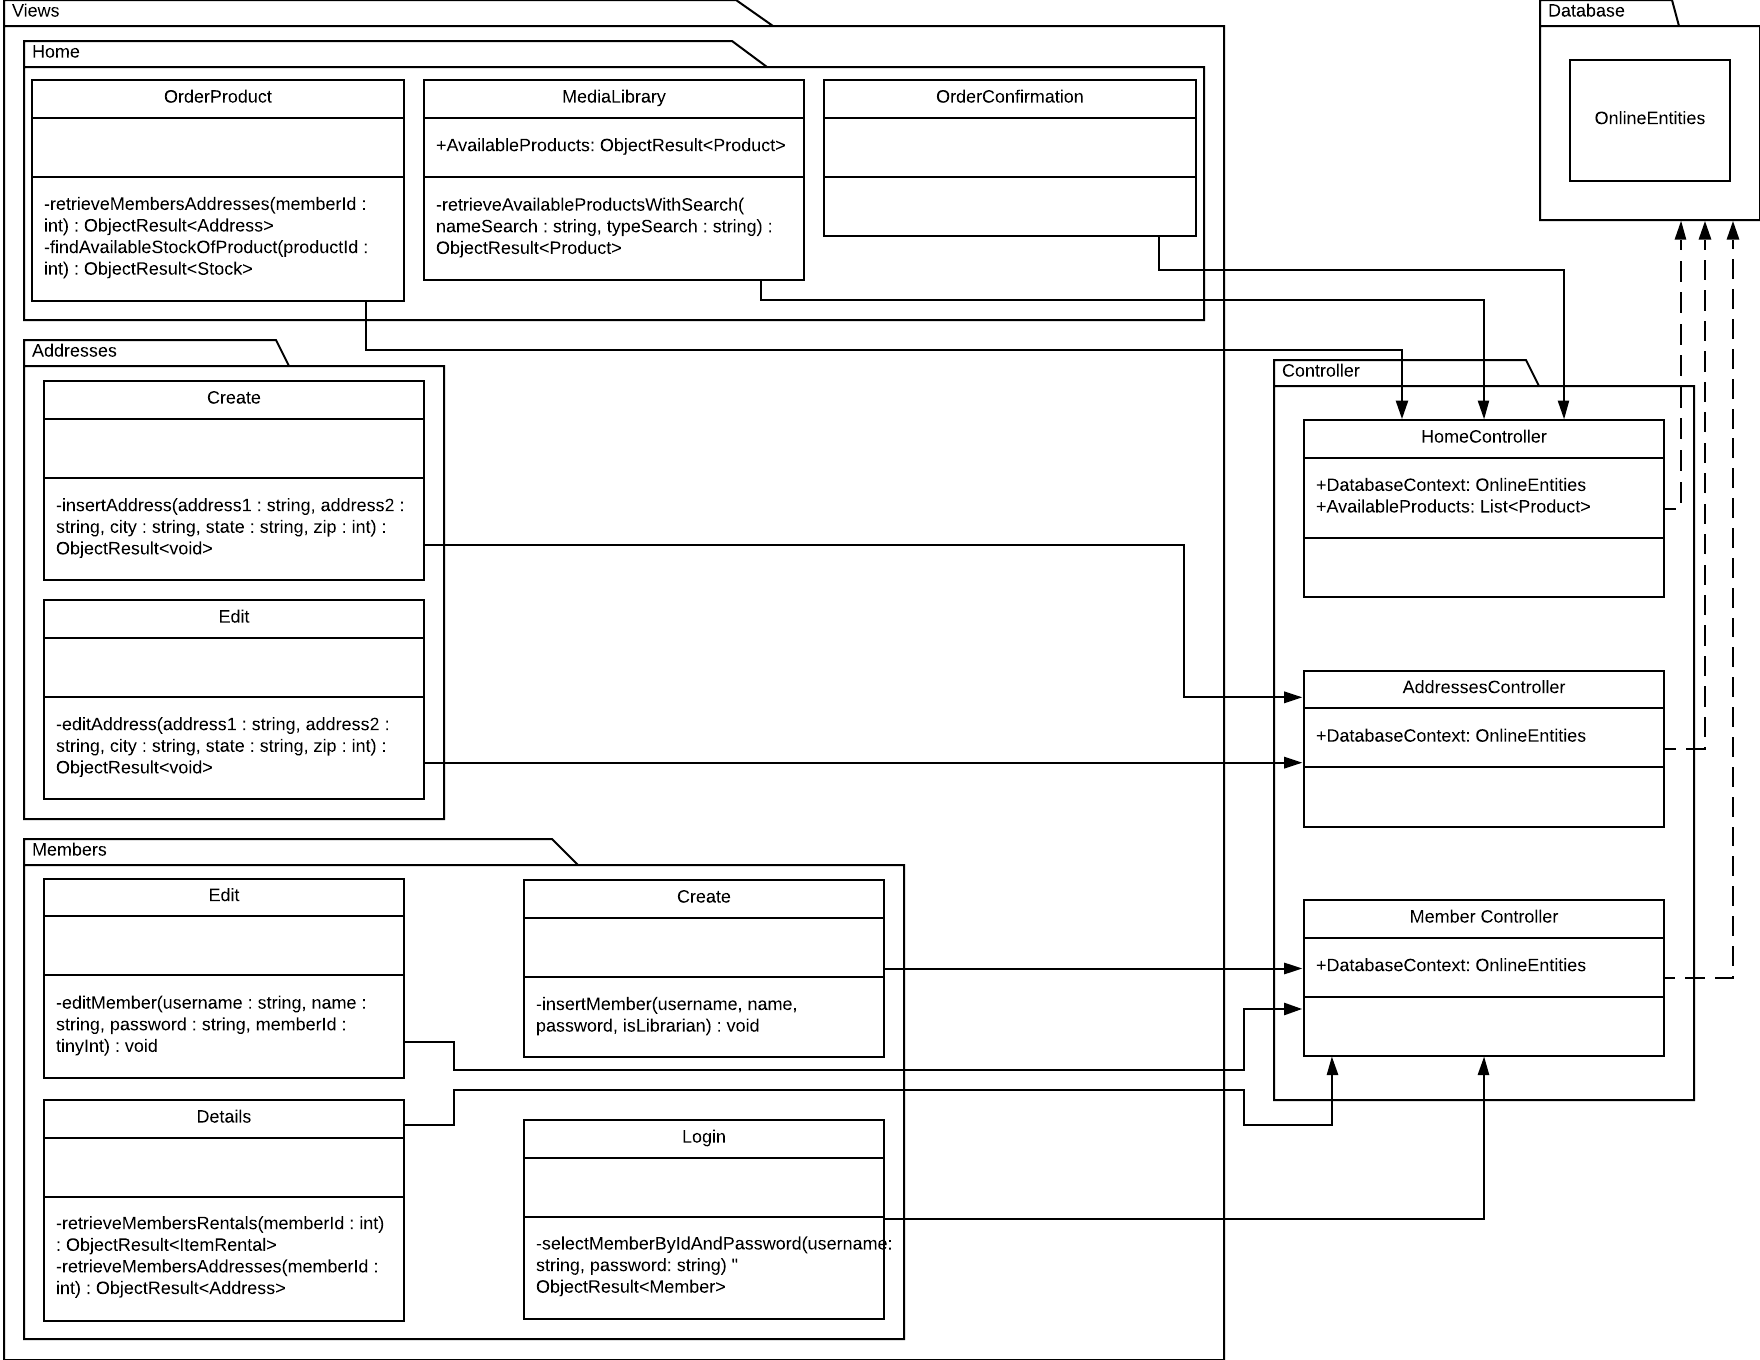 Views
Home
OrderProduct
-retrieveMembersAddresses(memberId :
int) : ObjectResult<Address>
-findAvailableStockOfProduct(productId :
int) : ObjectResult<Stock>
MediaLibrary
+AvailableProducts: ObjectResult<Product>
-retrieveAvailableProductsWithSearch(
nameSearch : string, typeSearch : string) :
ObjectResult<Product>
OrderConfirmation
Database
OnlineEntities
Addresses
Create
-insertAddress(address1 : string, address2 :
string, city : string, state : string, zip : int) :
ObjectResult<void>
Edit
-editAddress(address1 : string, address2 :
string, city : string, state : string, zip : int) :
ObjectResult<void>
Controller
HomeController
+DatabaseContext: OnlineEntities
+AvailableProducts: List<Product>
AddressesController
+DatabaseContext: OnlineEntities
Member Controller
+DatabaseContext: OnlineEntities
Members
Edit
-editMember(username : string, name :
string, password : string, memberId :
tinyInt) : void
Create
-insertMember(username, name,
password, isLibrarian) : void
Details
-retrieveMembersRentals(memberId : int)
: ObjectResult<ItemRental>
-retrieveMembersAddresses(memberId :
int) : ObjectResult<Address>
Login
-selectMemberByIdAndPassword(username:
string, password: string) "
ObjectResult<Member>